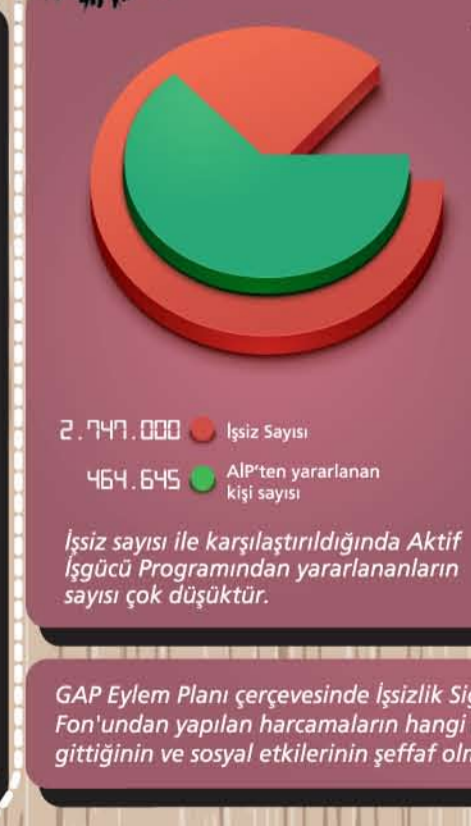 2.747.000 İşsiz Sayısı
464.645 AİP'ten yararlanan
kişi sayısı
İşsiz sayısı ile karşılaştırıldığında Aktif
İşgücü Programından yararlananların
sayısı çok düşüktür.
GAP Eylem Planı çerçevesinde İşsizlik
Fon'undan yapılan harcamaların hangi
gittiğinin ve sosyal etkilerinin şeffaf